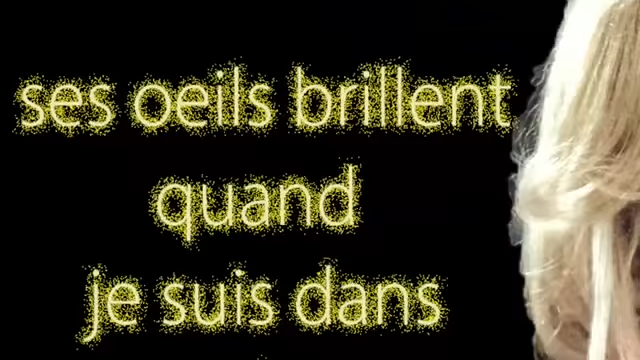 ses oeils brillent
quand
je suis dans